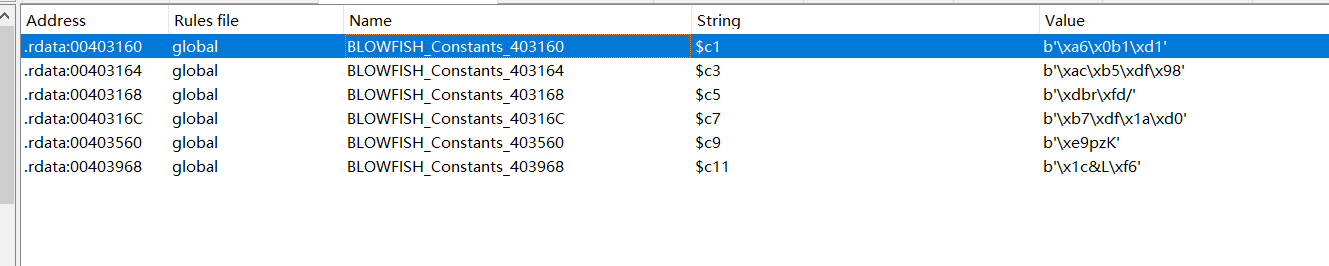 Address Rules file Name String Value
.rdata:00403160 global BLOWFISH_Constants_403160 $c1 b'\xa6\x0b1\xd1'
.rdata:00403164 global BLOWFISH_Constants_403164 $c3 b'\xac\xb5\xdf\x98'
.rdata:00403168 global BLOWFISH_Constants_403168 $c5 b'\xdbr\xfd/'
.rdata:0040316C global BLOWFISH_Constants_40316C $c7 b'\xb7\xdf\x1a\xd0'
.rdata:00403560 global BLOWFISH_Constants_403560 $c9 b'\xe9pzK'
.rdata:00403968 global BLOWFISH_Constants_403968 $c11 b'\x1c&L\xf6'